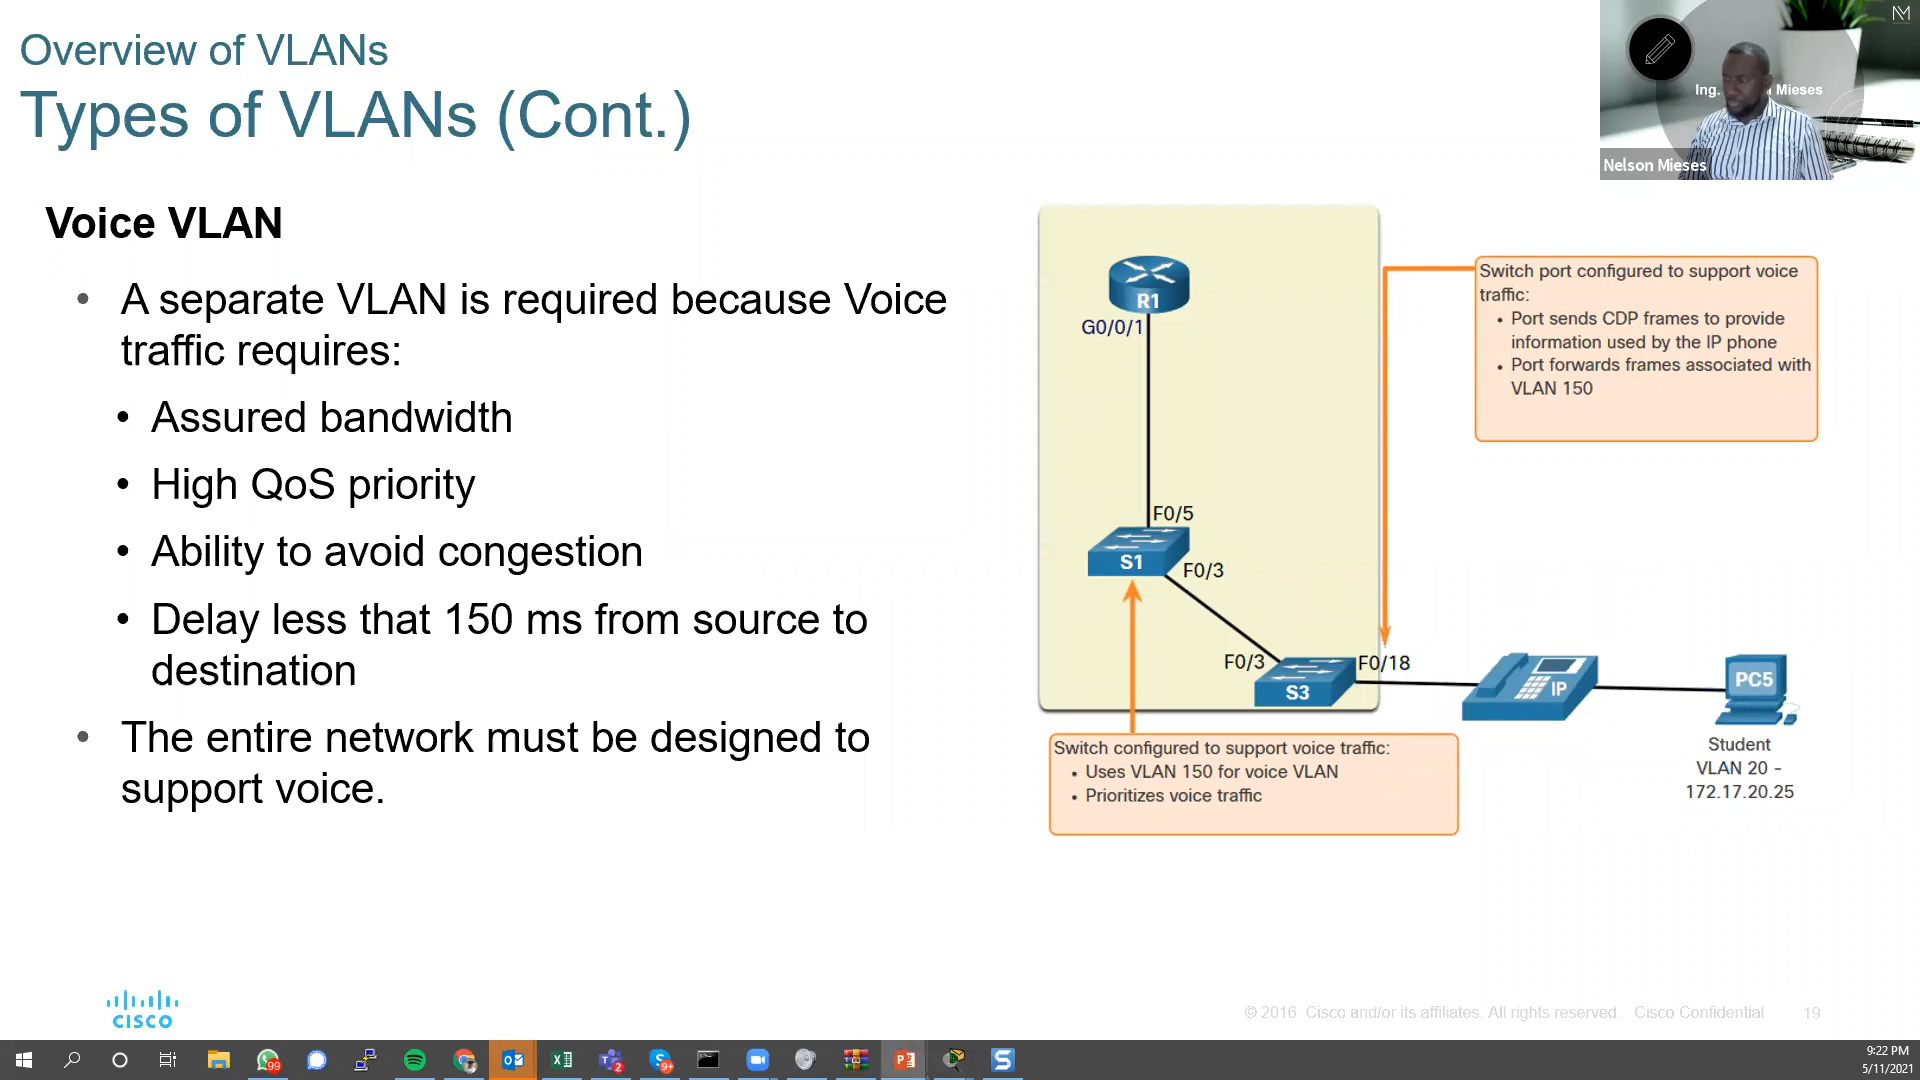 Overview of VLANs
Types of VLANs (Cont.)
Ing.
Mieses
Nelson Mieses
Voice VLAN
• A separate VLAN is required because Voice
traffic requires:
• Assured bandwidth
• High QoS priority
• Ability to avoid congestion
• Delay less that 150 ms from source to
destination
• The entire network must be designed to
support voice.
R1
G0/0/1
F0/5
S1
F0/3
F0/3
S3
F0/18
IP
PC5
Student
VLAN 20 -
172.17.20.25
Switch port configured to support voice
traffic:
• Port sends CDP frames to provide
information used by the IP phone
• Port forwards frames associated with
VLAN 150
Switch configured to support voice traffic:
• Uses VLAN 150 for voice VLAN
• Prioritizes voice traffic
CISCO
© 2016 Cisco and/or its affiliates. All rights reserved. Cisco Confidential 19
99
2
9+
9:22 PM
5/11/2021